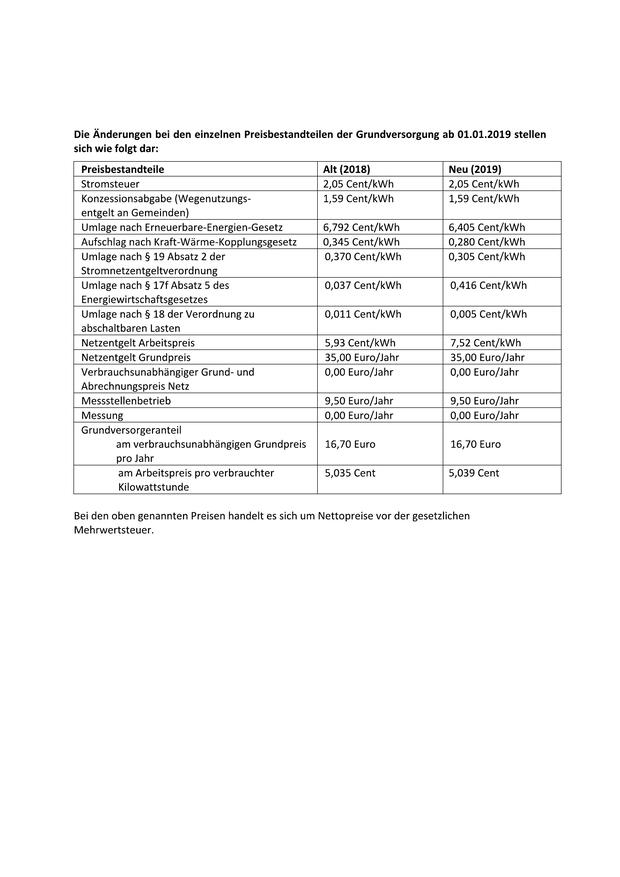 Die Änderungen bei den einzelnen Preisbestandteilen der Grundversorgung ab 01.01.2019 stellen
sich wie folgt dar:
Preisbestandteile Alt (2018) Neu (2019)
Stromsteuer 2,05 Cent/kWh 2,05 Cent/kWh
Konzessionsabgabe (Wegenutzungs- 1,59 Cent/kWh 1,59 Cent/kWh
entgelt an Gemeinden)
Umlage nach Erneuerbare-Energien-Gesetz 6,792 Cent/kWh 6,405 Cent/kWh
Aufschlag nach Kraft-Wärme-Kopplungsgesetz 0,345 Cent/kWh 0,280 Cent/kWh
Umlage nach § 19 Absatz 2 der 0,370 Cent/kWh 0,305 Cent/kWh
Stromnetzentgeltverordnung
Umlage nach § 17f Absatz 5 des 0,037 Cent/kWh 0,416 Cent/kWh
Energiewirtschaftsgesetzes
Umlage nach § 18 der Verordnung zu 0,011 Cent/kWh 0,005 Cent/kWh
abschaltbaren Lasten
Netzentgelt Arbeitspreis 5,93 Cent/kWh 7,52 Cent/kWh
Netzentgelt Grundpreis 35,00 Euro/Jahr 35,00 Euro/Jahr
Verbrauchsunabhängiger Grund- und 0,00 Euro/Jahr 0,00 Euro/Jahr
Abrechnungspreis Netz
Messstellenbetrieb 9,50 Euro/Jahr 9,50 Euro/Jahr
Messung 0,00 Euro/Jahr 0,00 Euro/Jahr
Grundversorgeranteil
am verbrauchsunabhängigen Grundpreis 16,70 Euro 16,70 Euro
pro Jahr
am Arbeitspreis pro verbrauchter 5,035 Cent 5,039 Cent
Kilowattstunde
Bei den oben genannten Preisen handelt es sich um Nettopreise vor der gesetzlichen
Mehrwertsteuer.